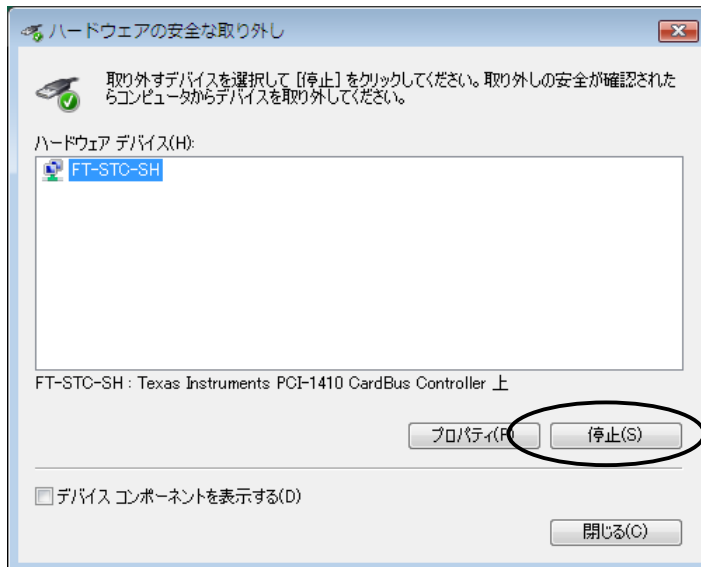 ハードウェアの安全な取り外し
取り外すデバイスを選択して [停止] をクリックしてください。取り外しの安全が確認された
らコンピュータからデバイスを取り外してください。
ハードウェア デバイス(H):
FT-STC-SH
FT-STC-SH : Texas Instruments PCI-1410 CardBus Controller 上
プロパティ(P) 停止(S)
デバイス コンポーネントを表示する(D)
閉じる(C)